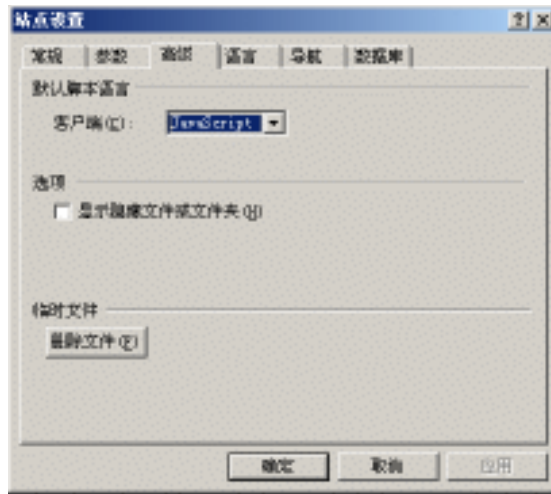 站点设置
常规 参数 高级 语言 导航 数据库
默认脚本语言
客户端(C): JavaScript
选项
显示隐藏文件或文件夹(H)
临时文件
删除文件(F)
确定 取消 应用